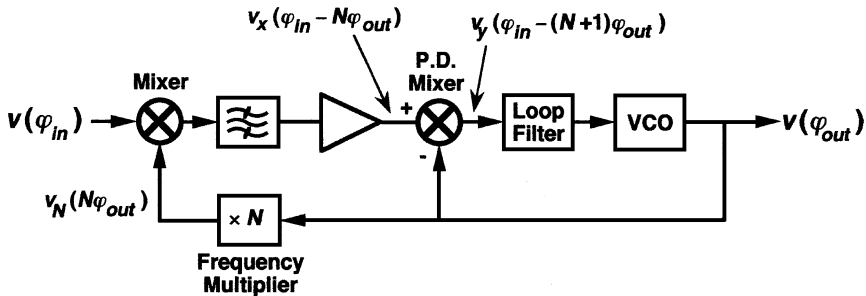 v_x(φ_in – Nφ_out)
v_y(φ_in – (N+1)φ_out)
P.D.
Mixer
Mixer
v(φ_in)
+
-
Loop
Filter
VCO
v(φ_out)
v_N(Nφ_out)
× N
Frequency
Multiplier